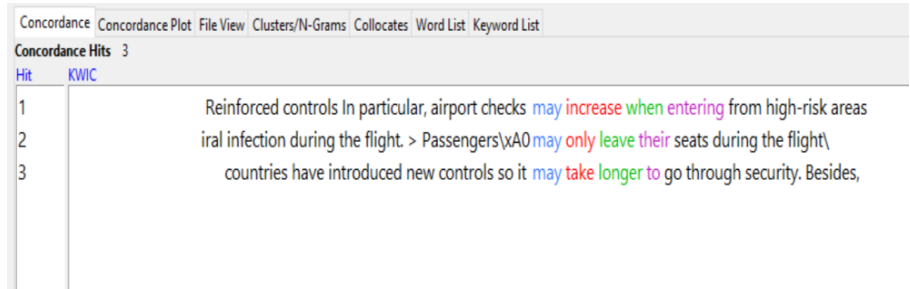 Concordance Concordance Plot File View Clusters/N-Grams Collocates Word List Keyword List
Concordance Hits 3
Hit KWIC
1 Reinforced controls In particular, airport checks may increase when entering from high-risk areas
2 iral infection during the flight. > Passengers\xA0 may only leave their seats during the flight\
3 countries have introduced new controls so it may take longer to go through security. Besides,